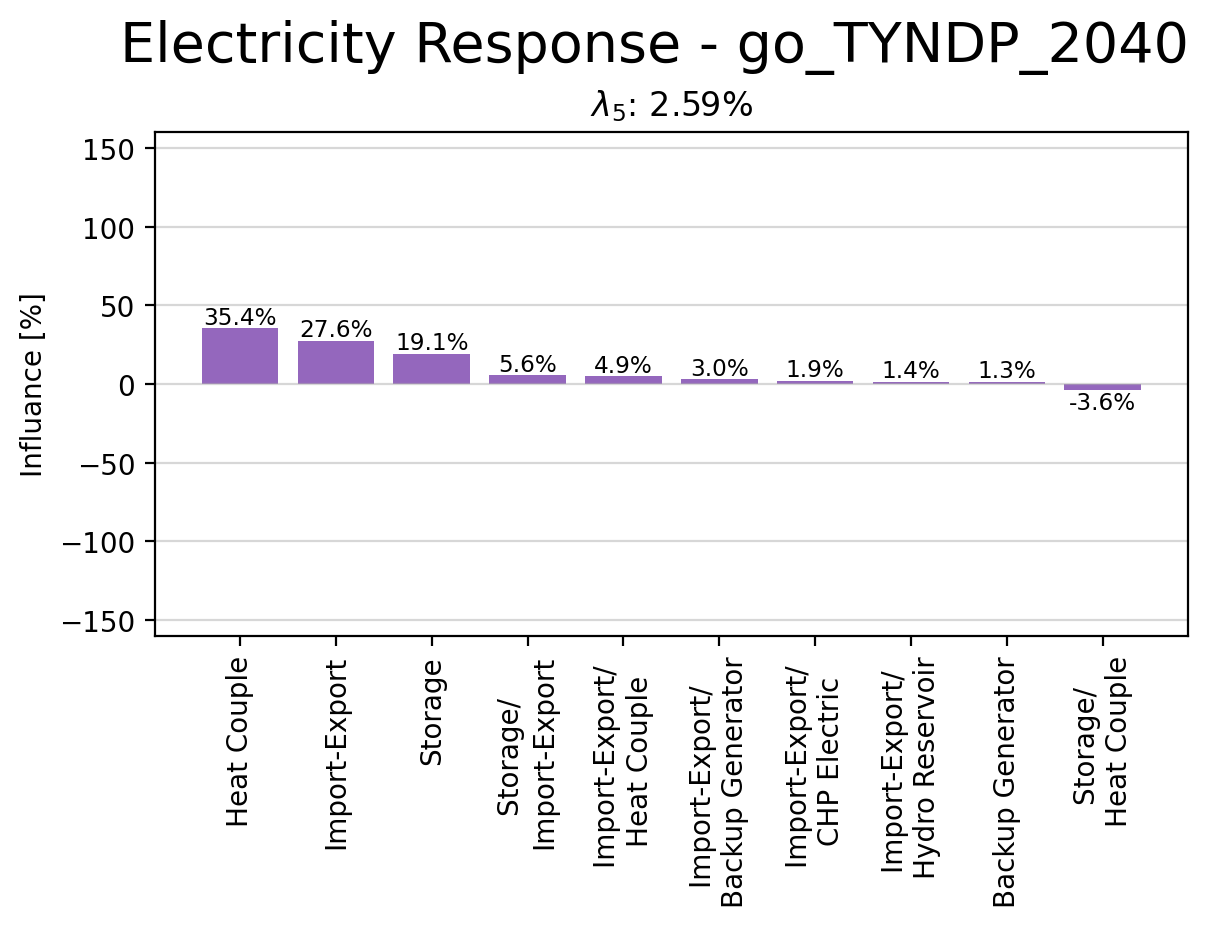 Electricity Response - go_TYNDP_2040
λ₅: 2.59%
Influance [%]
150
100
50
0
−50
−100
−150
35.4%
27.6%
19.1%
5.6%
4.9%
3.0%
1.9%
1.4%
1.3%
-3.6%
Heat Couple
Import-Export
Storage
Storage/
Import-Export
Import-Export/
Heat Couple
Import-Export/
Backup Generator
Import-Export/
CHP Electric
Import-Export/
Hydro Reservoir
Backup Generator
Storage/
Heat Couple